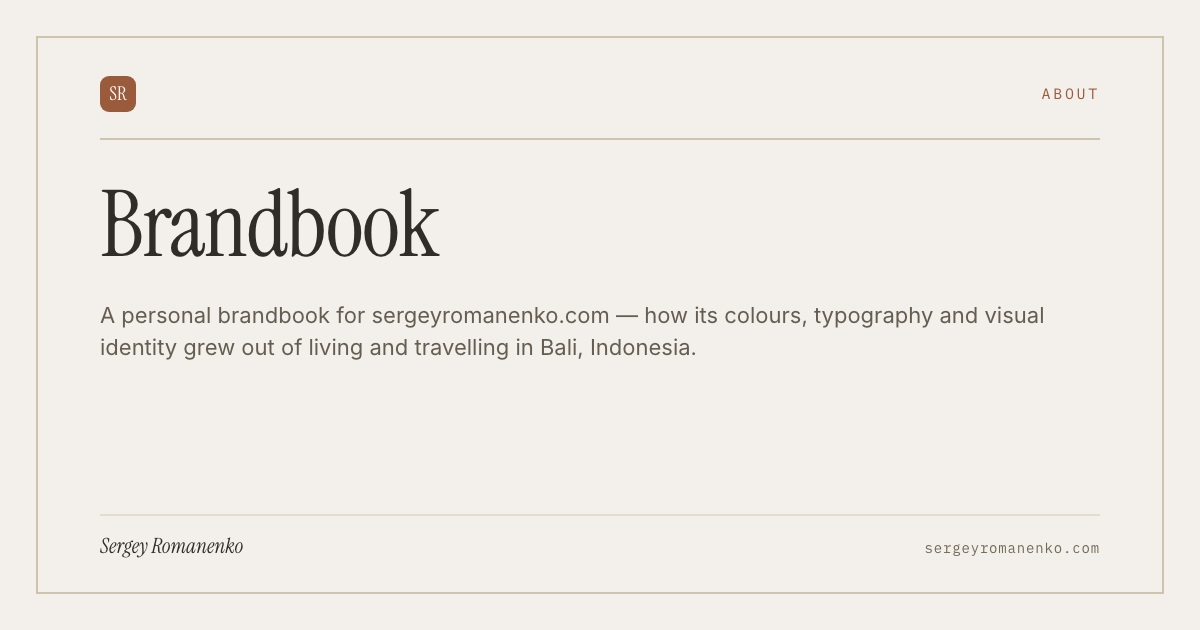 SR
ABOUT
Brandbook
A personal brandbook for sergeyromanenko.com — how its colours, typography and visual
identity grew out of living and travelling in Bali, Indonesia.
Sergey Romanenko
sergeyromanenko.com